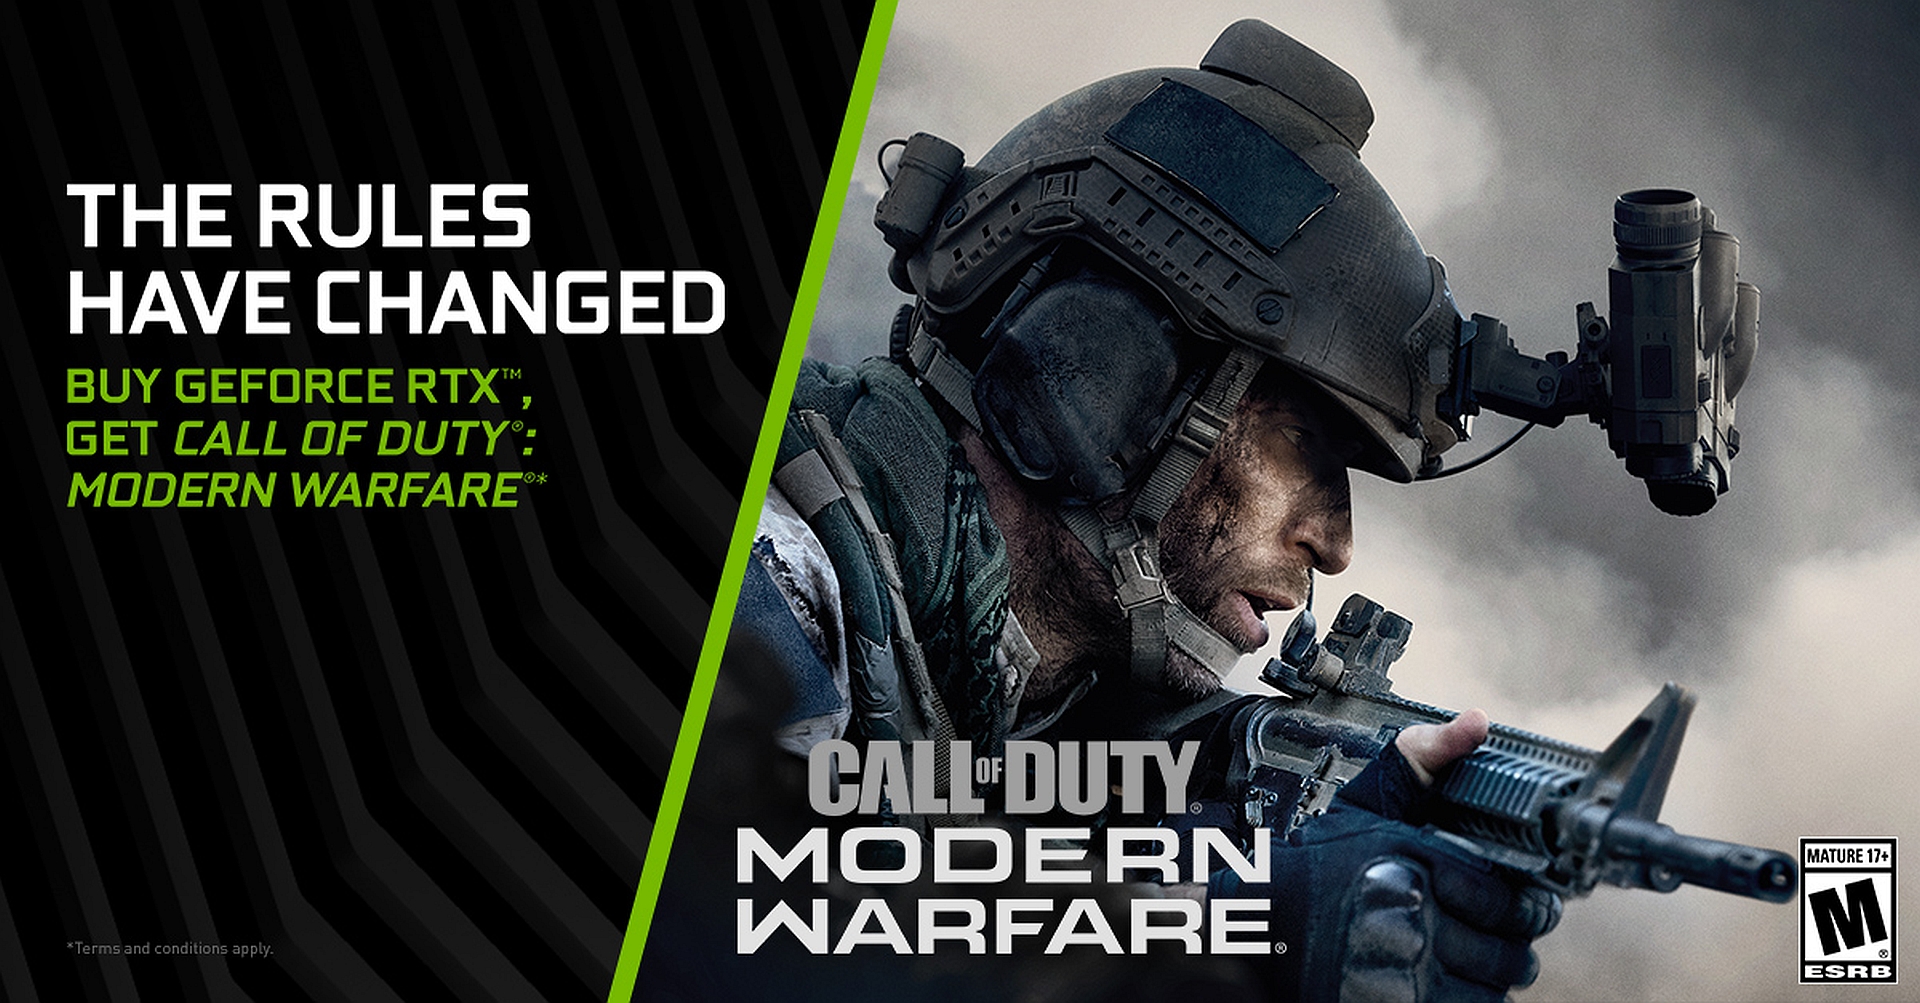 THE RULES
HAVE CHANGED
BUY GEFORCE RTX™,
GET CALL OF DUTY®:
MODERN WARFARE®*
*Terms and conditions apply.
CALL OF DUTY®
MODERN
WARFARE®
MATURE 17+
M®
ESRB